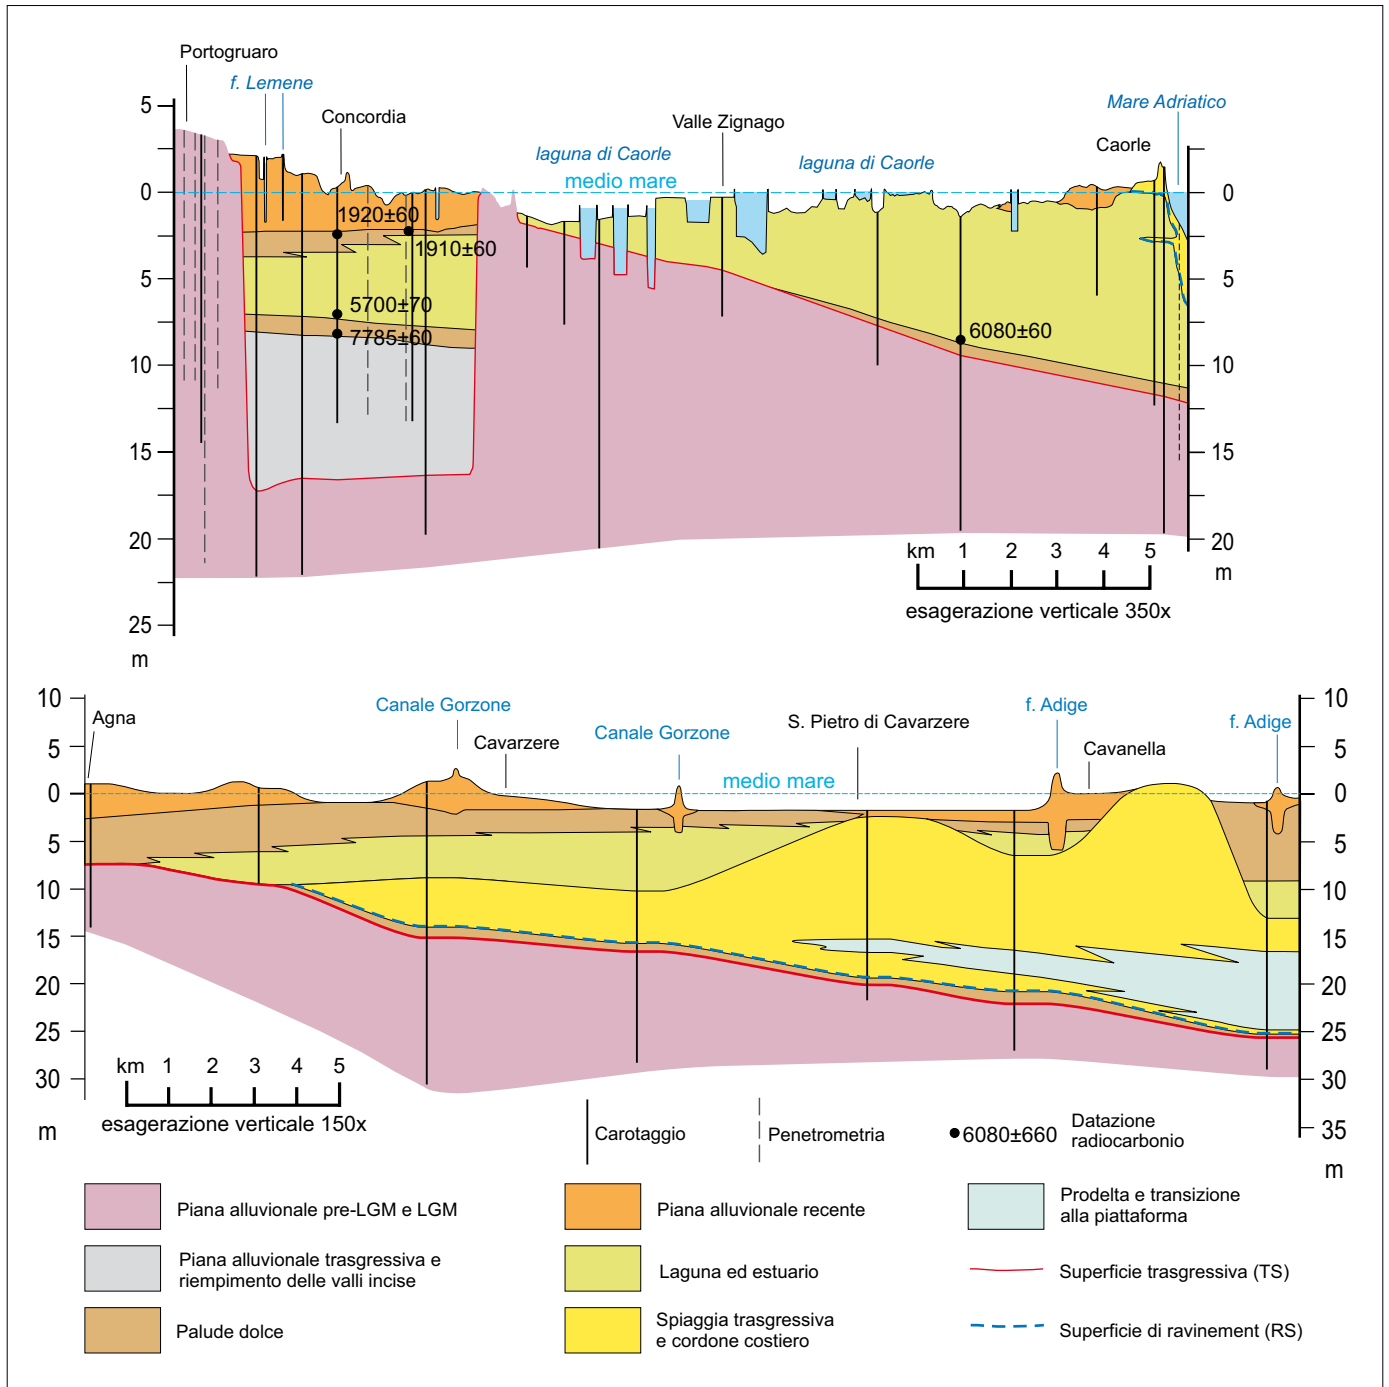 Portogruaro
f. Lemene
Concordia
laguna di Caorle
medio mare
Valle Zignago
laguna di Caorle
Mare Adriatico
Caorle
5
0
5
10
15
20
25
m
0
5
10
15
20
m
1920±60
1910±60
5700±70
7785±60
6080±60
km 1 2 3 4 5
esagerazione verticale 350x
10
5
0
5
10
15
20
25
30
m
Agna
Canale Gorzone
Cavarzere
Canale Gorzone
medio mare
S. Pietro di Cavarzere
f. Adige
Cavanella
f. Adige
10
5
0
5
10
15
20
25
30
35
m
km 1 2 3 4 5
esagerazione verticale 150x
Carotaggio
Penetrometria
6080±660
Datazione
radiocarbonio
Piana alluvionale pre-LGM e LGM
Piana alluvionale trasgressiva e
riempimento delle valli incise
Palude dolce
Piana alluvionale recente
Laguna ed estuario
Spiaggia trasgressiva
e cordone costiero
Prodelta e transizione
alla piattaforma
Superficie trasgressiva (TS)
Superficie di ravinement (RS)